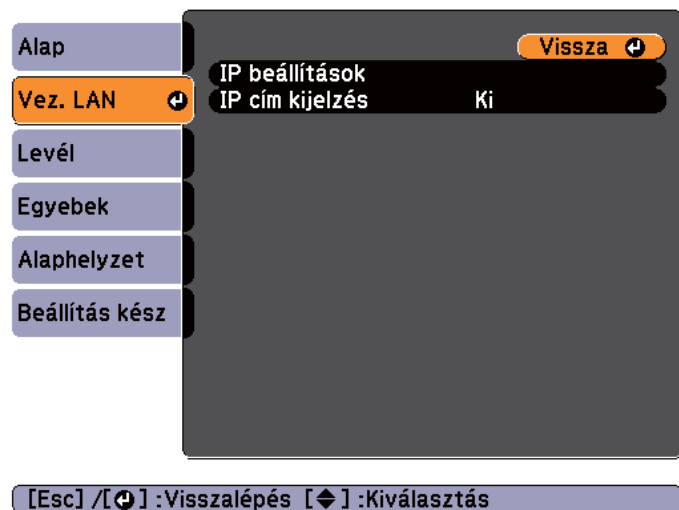 Alap
Vez. LAN
Levél
Egyebek
Alaphelyzet
Beállítás kész
Vissza
IP beállítások
IP cím kijelzés Ki
[Esc] /[⏎] :Visszalépés [◆] :Kiválasztás